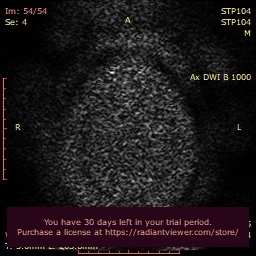 Im: 54/54
Se: 4
STP104
STP104
M
A
Ax DWI B 1000
R
L
You have 30 days left in your trial period.
Purchase a license at https://radiantviewer.com/store/